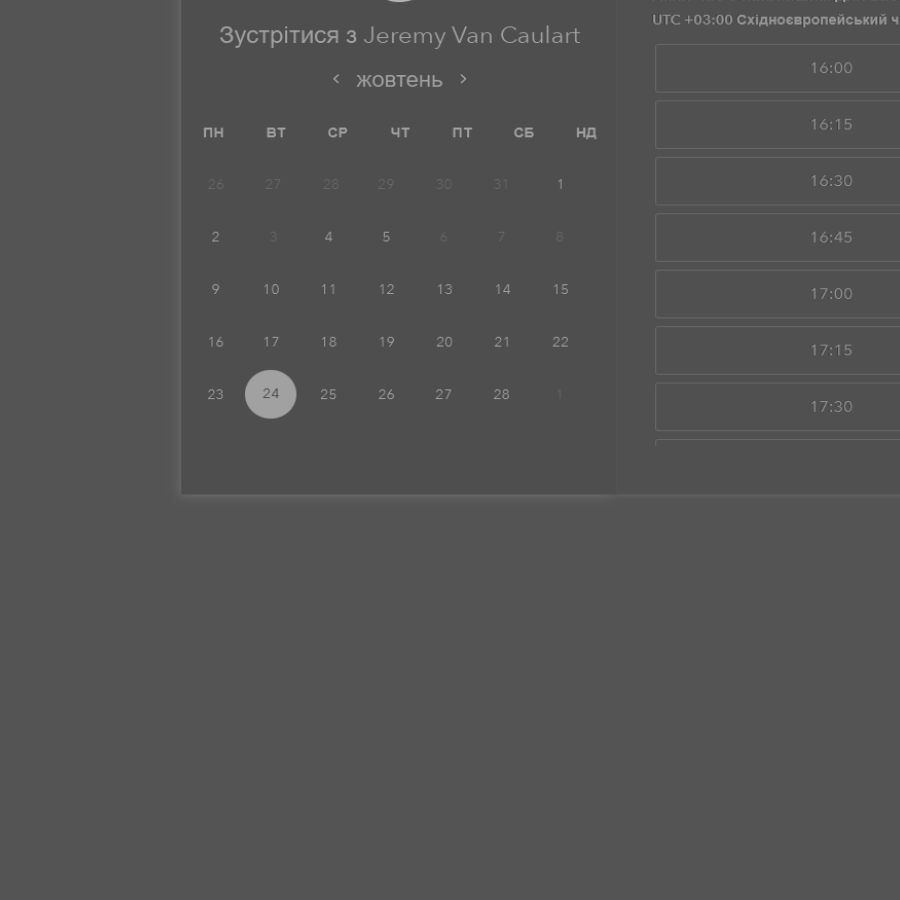 Зустрітися з Jeremy Van Caulart
‹ жовтень ›
ПН ВТ СР ЧТ ПТ СБ НД
26 27 28 29 30 31 1
2 3 4 5 6 7 8
9 10 11 12 13 14 15
16 17 18 19 20 21 22
23 24 25 26 27 28 1
UTC +03:00 Східноєвропейський ч
16:00
16:15
16:30
16:45
17:00
17:15
17:30